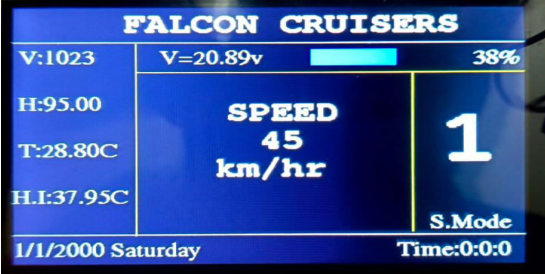 FALCON CRUISERS
V:1023
V=20.89v
38%
H:95.00
T:28.80C
H.I:37.95C
SPEED
45
km/hr
1
S.Mode
1/1/2000 Saturday
Time:0:0:0